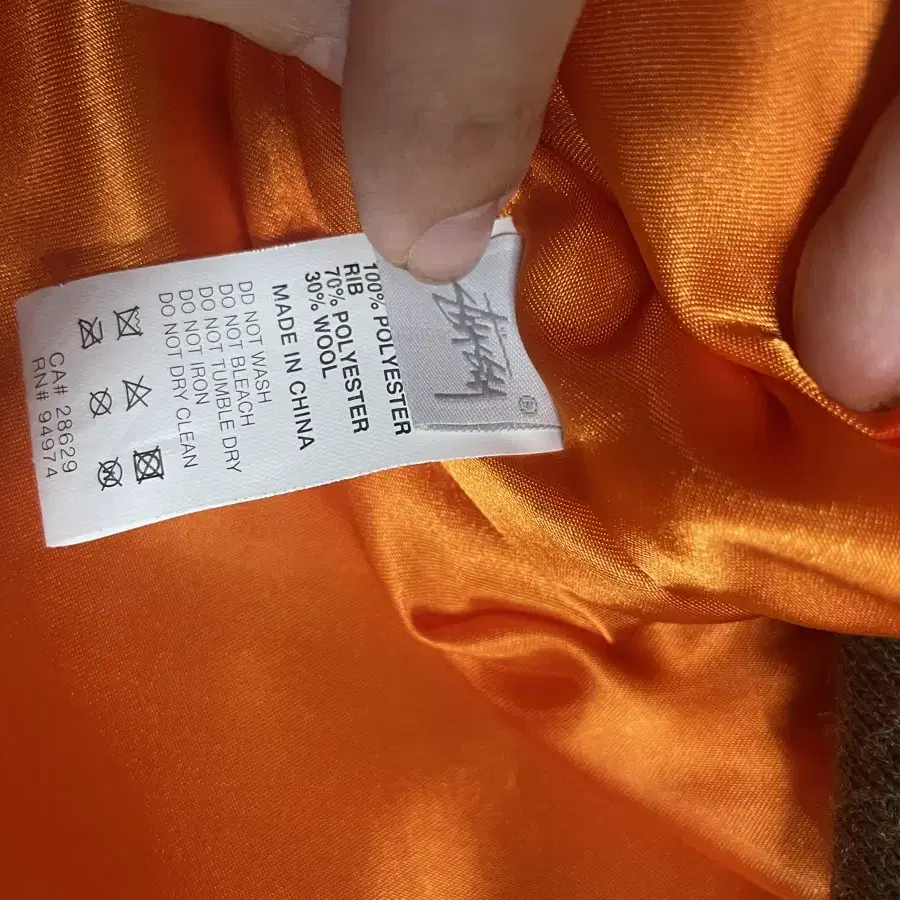 Stüssy ®
100% POLYESTER
RIB
70% POLYESTER
30% WOOL
MADE IN CHINA
DD NOT WASH
DO NOT BLEACH
DO NOT TUMBLE DRY
DO NOT IRON
DO NOT DRY CLEAN
CA# 28629
RN# 94974